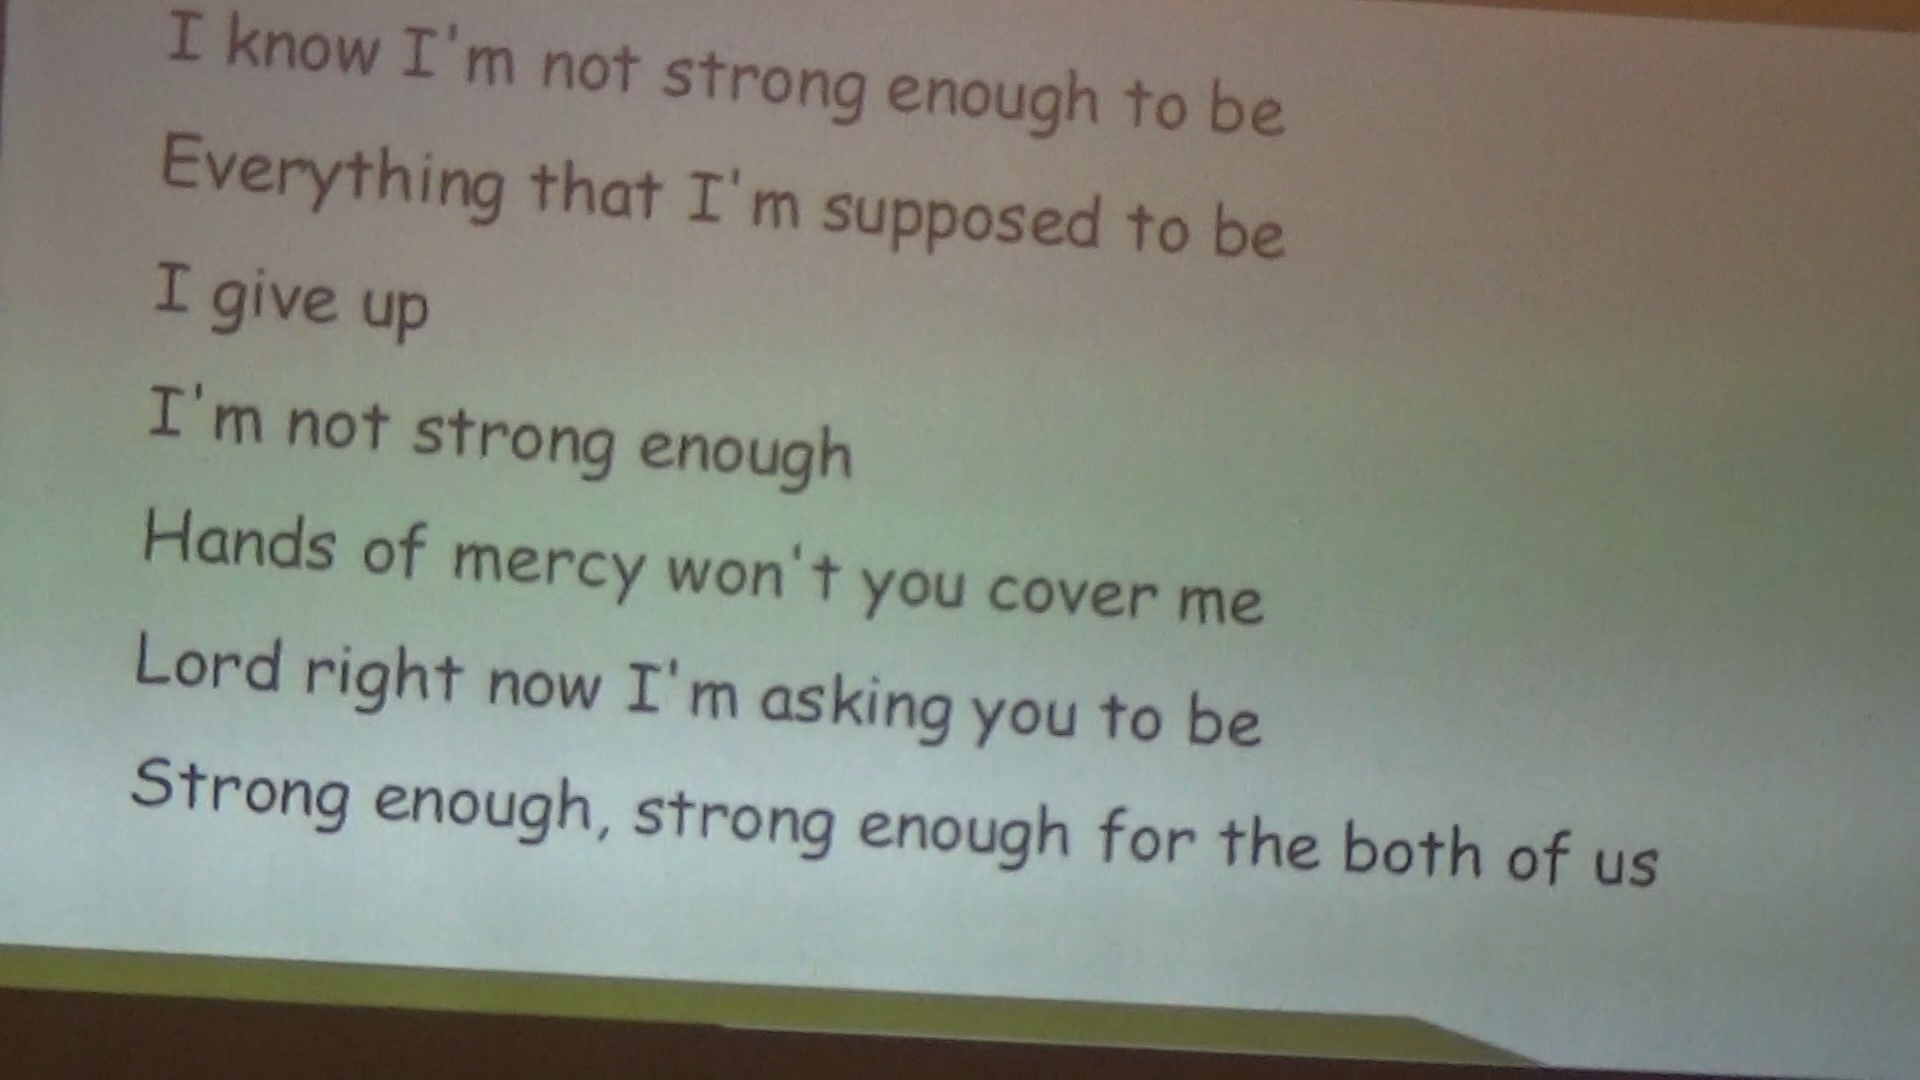 I know I'm not strong enough to be
Everything that I'm supposed to be
I give up
I'm not strong enough
Hands of mercy won't you cover me
Lord right now I'm asking you to be
Strong enough, strong enough for the both of us